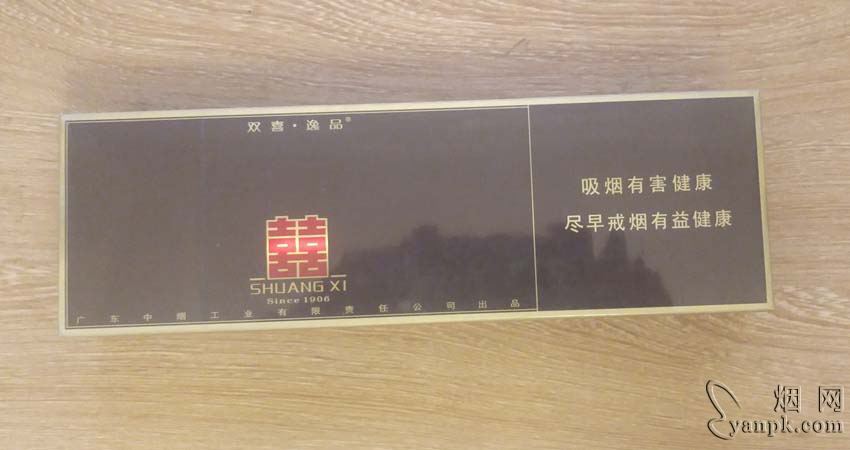 双喜·逸品®
囍
SHUANG XI
Since 1906
广东中烟工业有限责任公司出品
吸烟有害健康
尽早戒烟有益健康
烟网
yanpk.com